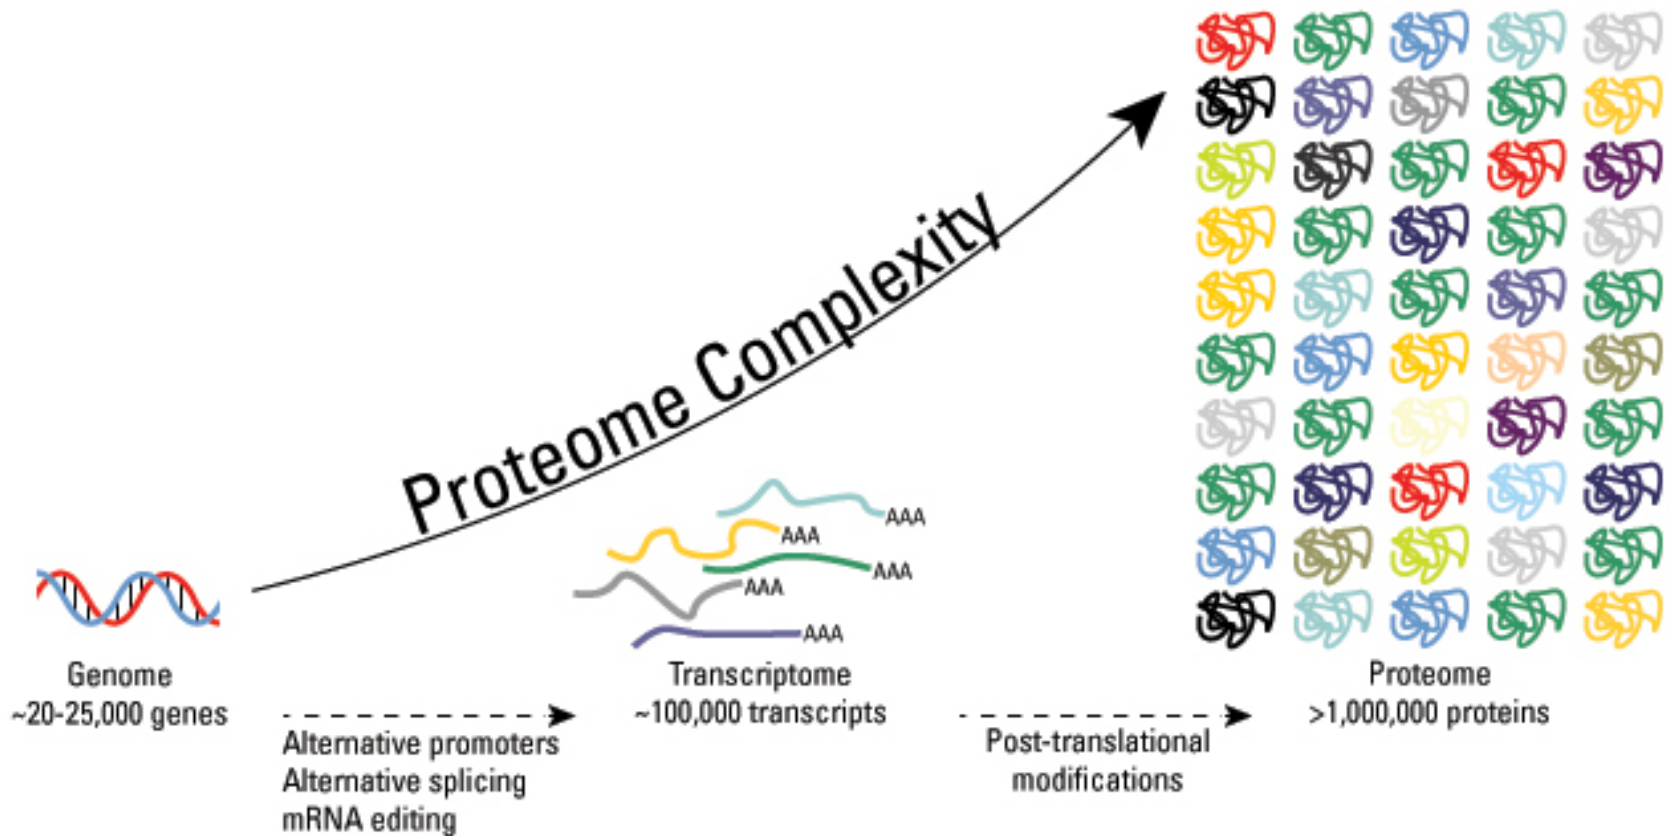 Proteome Complexity
AAA
AAA
AAA
AAA
AAA
Genome
~20-25,000 genes
Alternative promoters
Alternative splicing
mRNA editing
Transcriptome
~100,000 transcripts
Post-translational
modifications
Proteome
>1,000,000 proteins